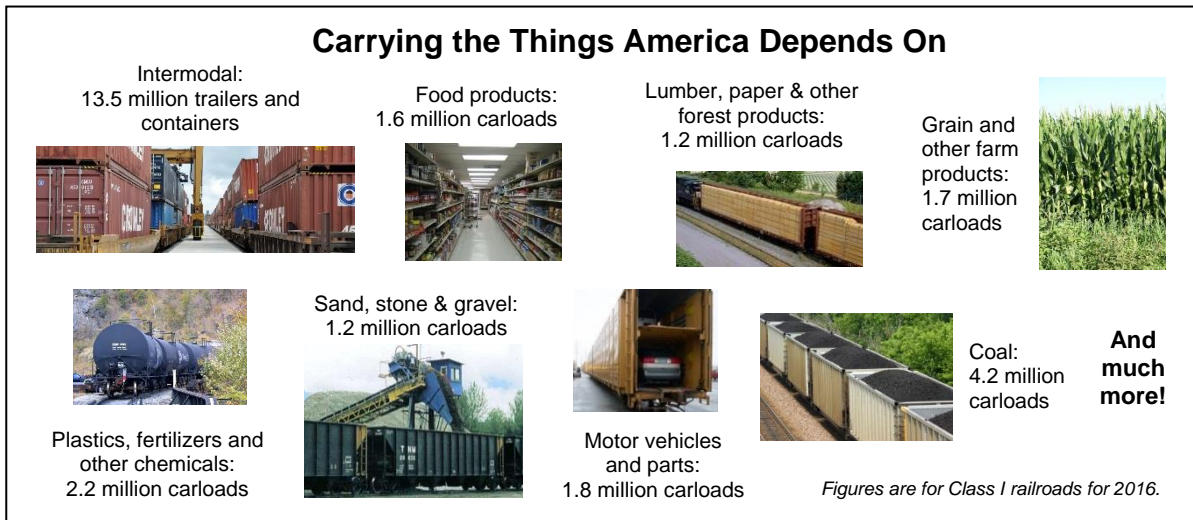 Carrying the Things America Depends On
Intermodal:
13.5 million trailers and
containers
Food products:
1.6 million carloads
Lumber, paper & other
forest products:
1.2 million carloads
Grain and
other farm
products:
1.7 million
carloads
CROWLEY
CROWLEY
Plastics, fertilizers and
other chemicals:
2.2 million carloads
Sand, stone & gravel:
1.2 million carloads
Motor vehicles
and parts:
1.8 million carloads
Coal:
4.2 million
carloads
And
much
more!
Figures are for Class I railroads for 2016.